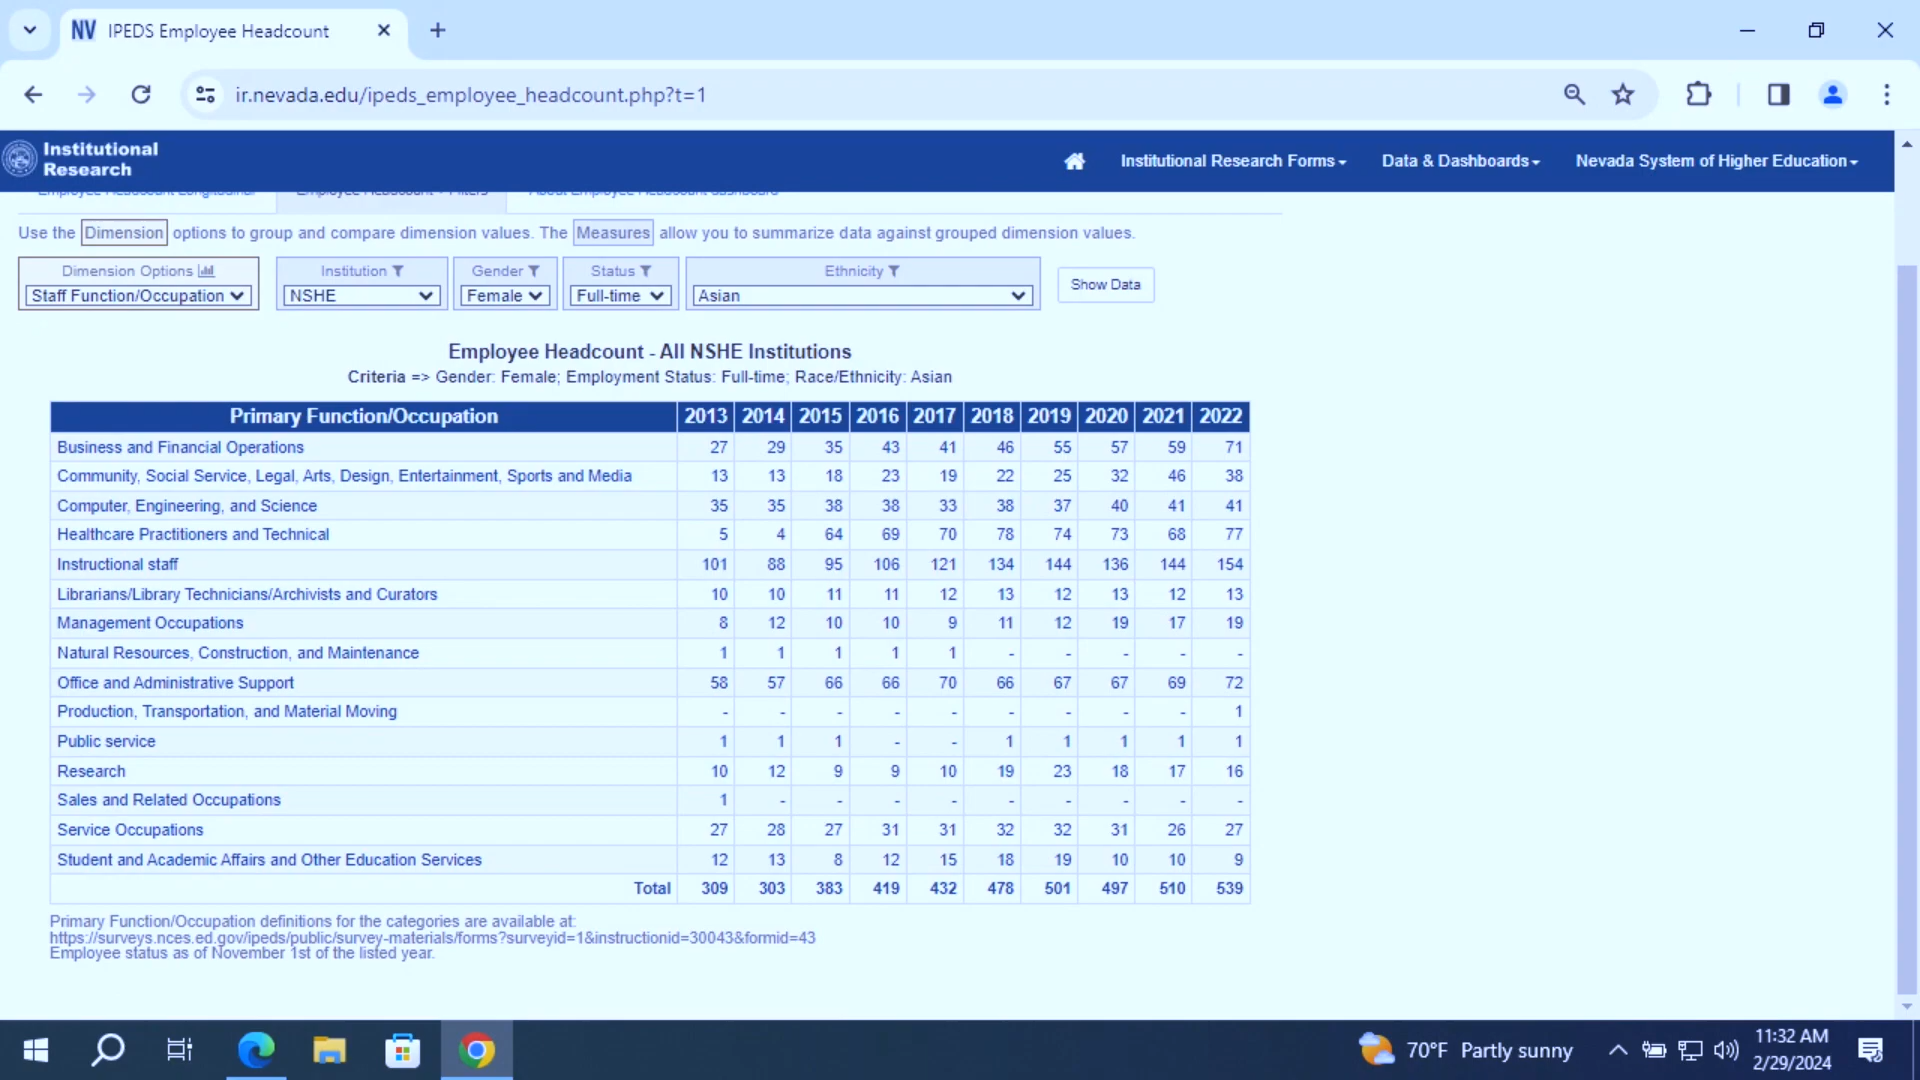 NV IPEDS Employee Headcount
ir.nevada.edu/ipeds_employee_headcount.php?t=1
Institutional
Research
Institutional Research Forms
Data & Dashboards
Nevada System of Higher Education
Employee Headcount Longitudinal Employee Headcount + Filters About Employee Headcount dashboard
Use the Dimension options to group and compare dimension values. The Measures allow you to summarize data against grouped dimension values.
Dimension Options Institution Gender Status Ethnicity
Show Data
Staff Function/Occupation NSHE Female Full-time Asian
Employee Headcount - All NSHE Institutions
Criteria => Gender: Female; Employment Status: Full-time; Race/Ethnicity: Asian
Primary Function/Occupation 2013 2014 2015 2016 2017 2018 2019 2020 2021 2022
Business and Financial Operations 27 29 35 43 41 46 55 57 59 71
Community, Social Service, Legal, Arts, Design, Entertainment, Sports and Media 13 13 18 23 19 22 25 32 46 38
Computer, Engineering, and Science 35 35 38 38 33 38 37 40 41 41
Healthcare Practitioners and Technical 5 4 64 69 70 78 74 73 68 77
Instructional staff 101 88 95 106 121 134 144 136 144 154
Librarians/Library Technicians/Archivists and Curators 10 10 11 11 12 13 12 13 12 13
Management Occupations 8 12 10 10 9 11 12 19 17 19
Natural Resources, Construction, and Maintenance 1 1 1 1 1 - - - - -
Office and Administrative Support 58 57 66 66 70 66 67 67 69 72
Production, Transportation, and Material Moving - - - - - - - - - 1
Public service 1 1 1 - - 1 1 1 1 1
Research 10 12 9 9 10 19 23 18 17 16
Sales and Related Occupations 1 - - - - - - - - -
Service Occupations 27 28 27 31 31 32 32 31 26 27
Student and Academic Affairs and Other Education Services 12 13 8 12 15 18 19 10 10 9
Total 309 303 383 419 432 478 501 497 510 539
Primary Function/Occupation definitions for the categories are available at:
https://surveys.nces.ed.gov/ipeds/public/survey-materials/forms?surveyid=1&instructionid=30043&formid=43
Employee status as of November 1st of the listed year.
70°F Partly sunny
11:32 AM
2/29/2024